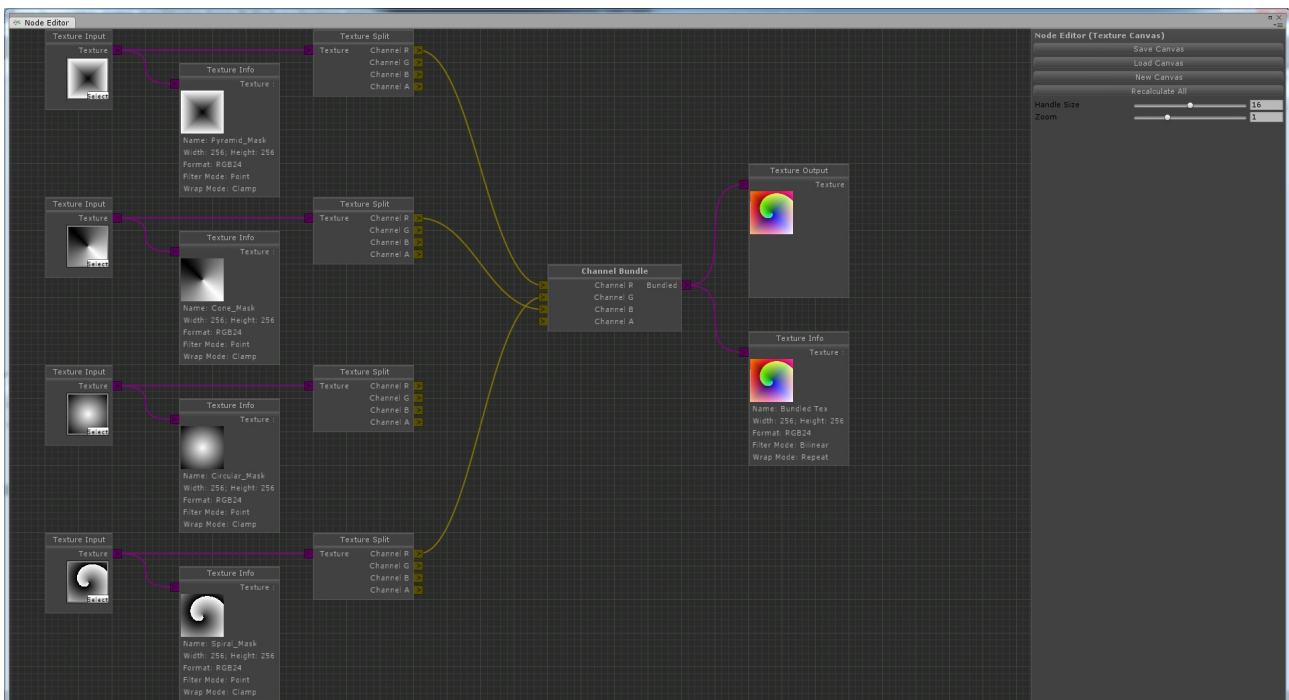 Node Editor
Texture Input
Texture
Select
Texture Info
Texture :
Name: Pyramid_Mask
Width: 256; Height: 256
Format: RGB24
Filter Mode: Point
Wrap Mode: Clamp
Texture Split
Texture Channel R
Channel G
Channel B
Channel A
Texture Input
Texture
Select
Texture Info
Texture :
Name: Cone_Mask
Width: 256; Height: 256
Format: RGB24
Filter Mode: Point
Wrap Mode: Clamp
Texture Split
Texture Channel R
Channel G
Channel B
Channel A
Texture Input
Texture
Select
Texture Info
Texture :
Name: Circular_Mask
Width: 256; Height: 256
Format: RGB24
Filter Mode: Point
Wrap Mode: Clamp
Texture Split
Texture Channel R
Channel G
Channel B
Channel A
Texture Input
Texture
Select
Texture Info
Texture :
Name: Spiral_Mask
Width: 256; Height: 256
Format: RGB24
Filter Mode: Point
Wrap Mode: Clamp
Texture Split
Texture Channel R
Channel G
Channel B
Channel A
Channel Bundle
Channel R Bundled
Channel G
Channel B
Channel A
Texture Output
Texture
Texture Info
Texture :
Name: Bundled Tex
Width: 256; Height: 256
Format: RGB24
Filter Mode: Bilinear
Wrap Mode: Repeat
Node Editor (Texture Canvas)
Save Canvas
Load Canvas
New Canvas
Recalculate All
Handle Size 16
Zoom 1